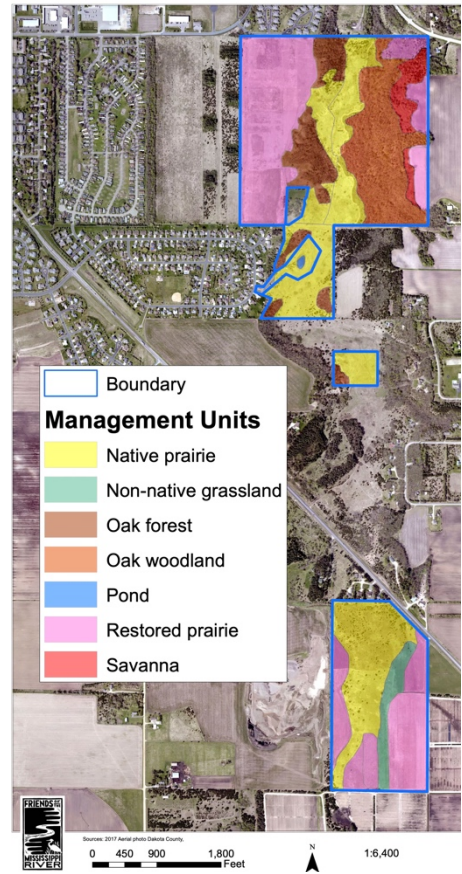 Boundary
Management Units
Native prairie
Non-native grassland
Oak forest
Oak woodland
Pond
Restored prairie
Savanna
FRIENDS OF THE
MISSISSIPPI
RIVER
Sources: 2017 Aerial photo Dakota County,
0 450 900 1,800
Feet
N
1:6,400